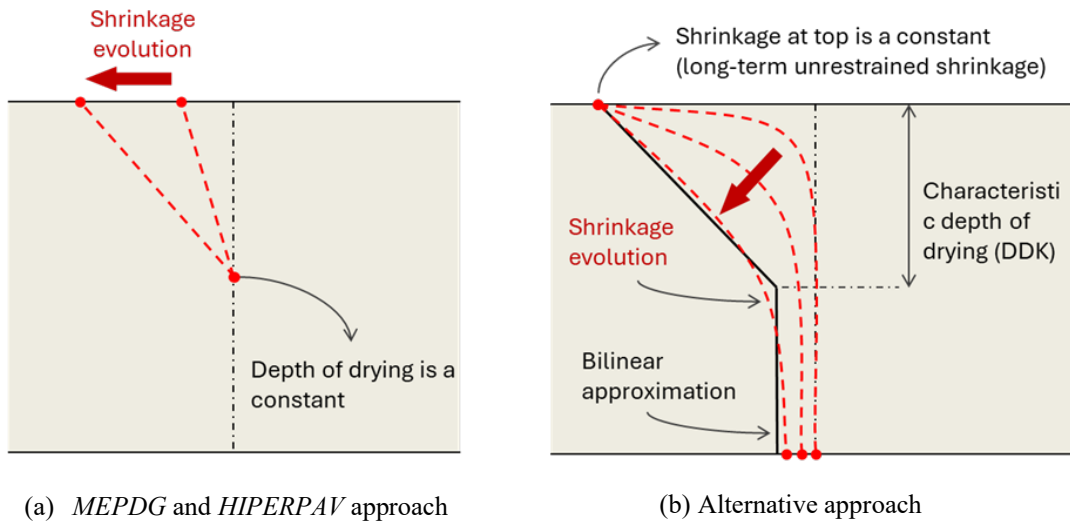 Shrinkage
evolution
Depth of drying is a
constant
(a) MEPDG and HIPERPAV approach
Shrinkage at top is a constant
(long-term unrestrained shrinkage)
Characteristi
c depth of
drying (DDK)
Shrinkage
evolution
Bilinear
approximation
(b) Alternative approach